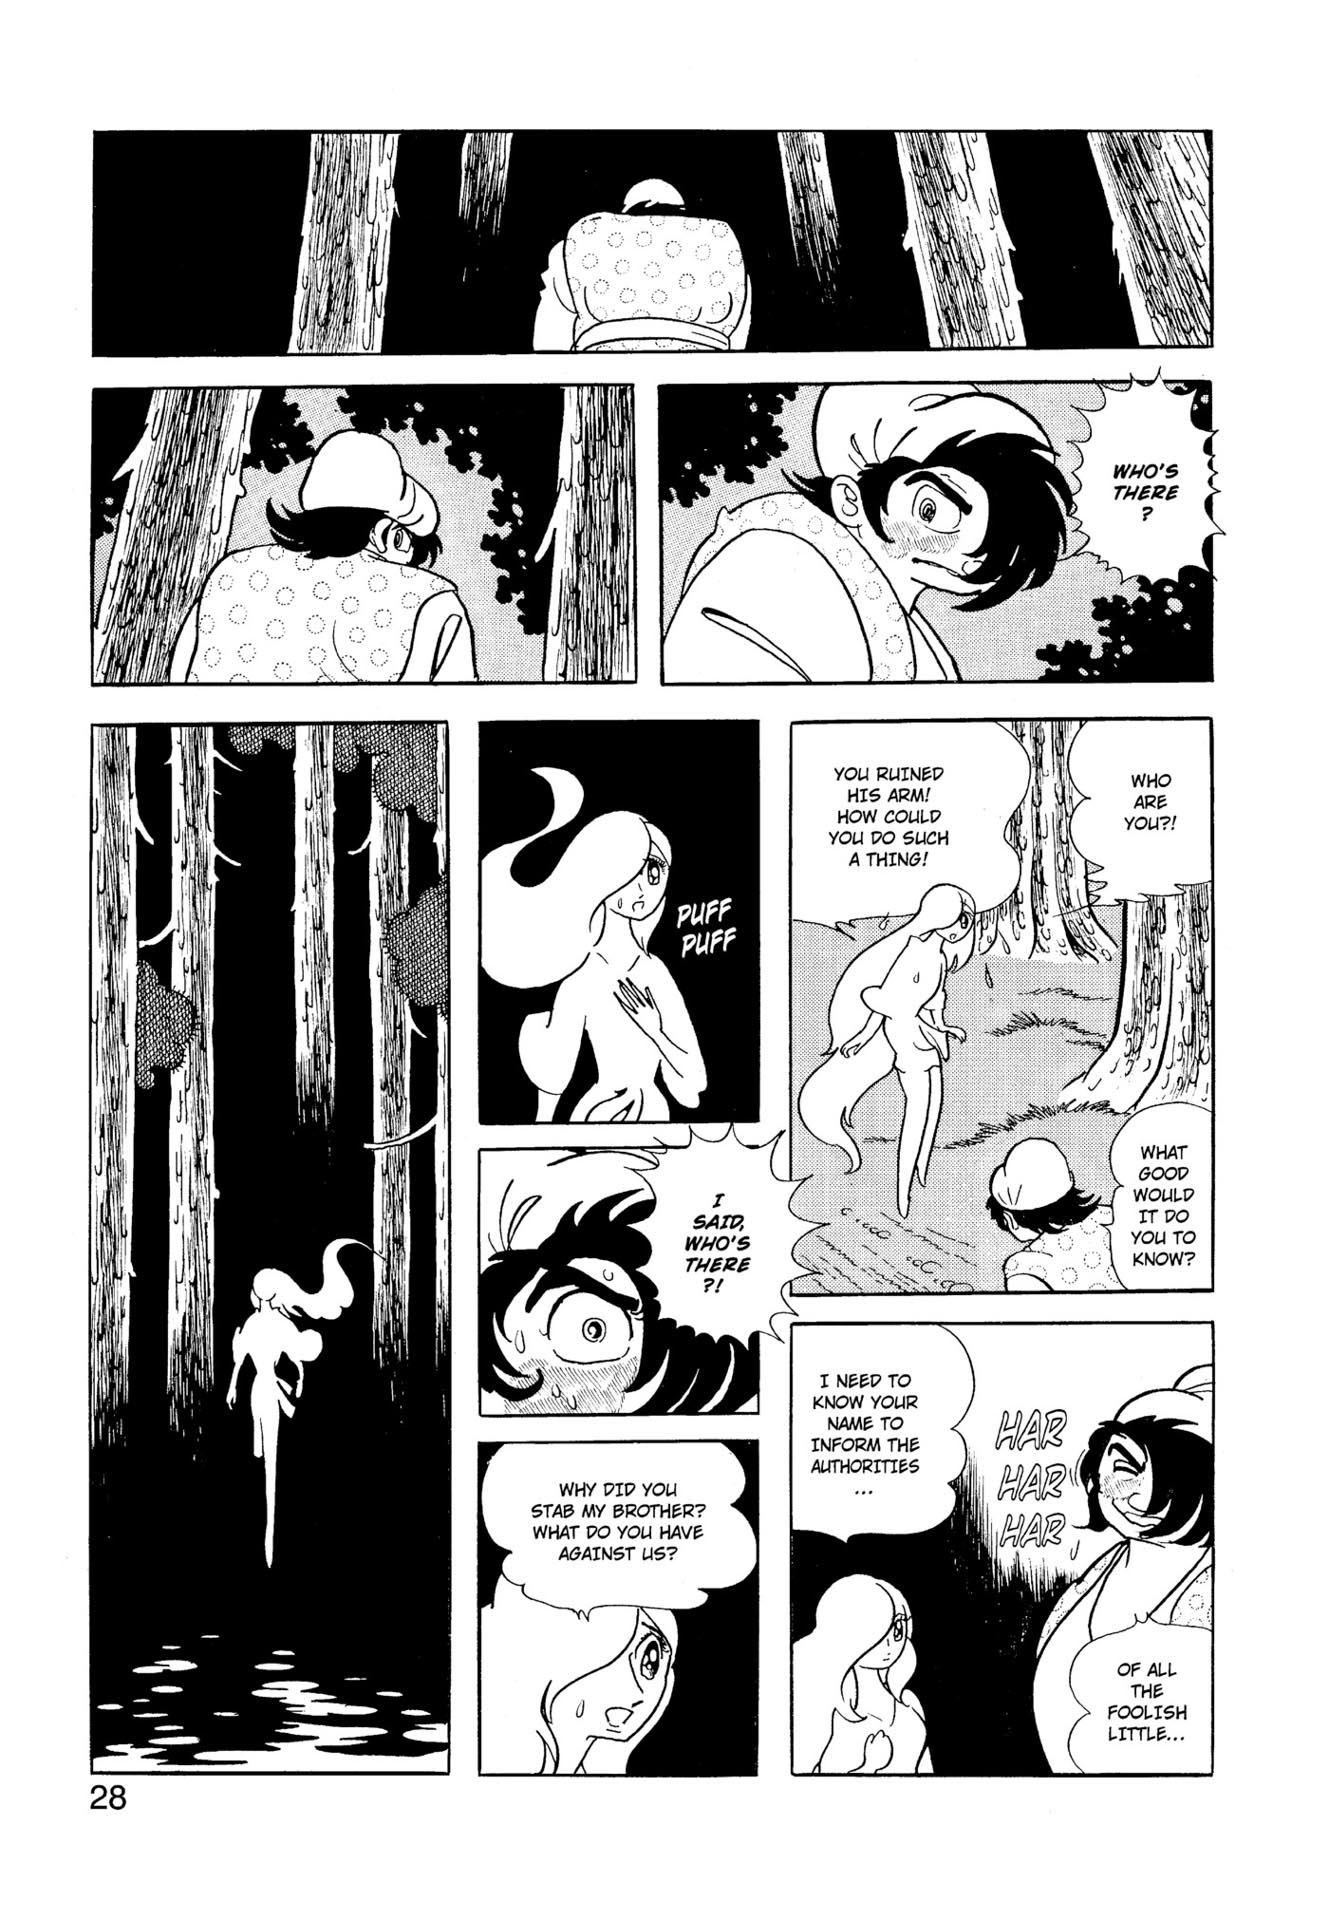 WHO'S
THERE
?
PUFF
PUFF
I
SAID,
WHO'S
THERE
?!
WHY DID YOU
STAB MY BROTHER?
WHAT DO YOU HAVE
AGAINST US?
YOU RUINED
HIS ARM!
HOW COULD
YOU DO SUCH
A THING!
WHO
ARE
YOU?!
WHAT
GOOD
WOULD
IT DO
YOU TO
KNOW?
I NEED TO
KNOW YOUR
NAME TO
INFORM THE
AUTHORITIES
...
HAR
HAR
HAR
OF ALL
THE
FOOLISH
LITTLE...
28